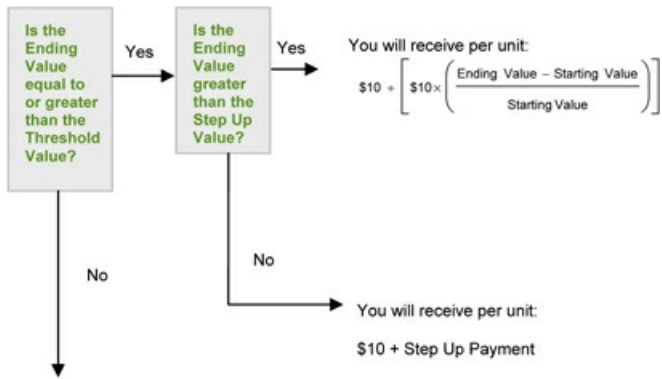 Is the
Ending
Value
equal to
or greater
than the
Threshold
Value?
Yes
Is the
Ending
Value
greater
than the
Step Up
Value?
Yes
You will receive per unit:
$10 + [$10× (Ending Value – Starting Value / Starting Value)]
No
No
You will receive per unit:
$10 + Step Up Payment